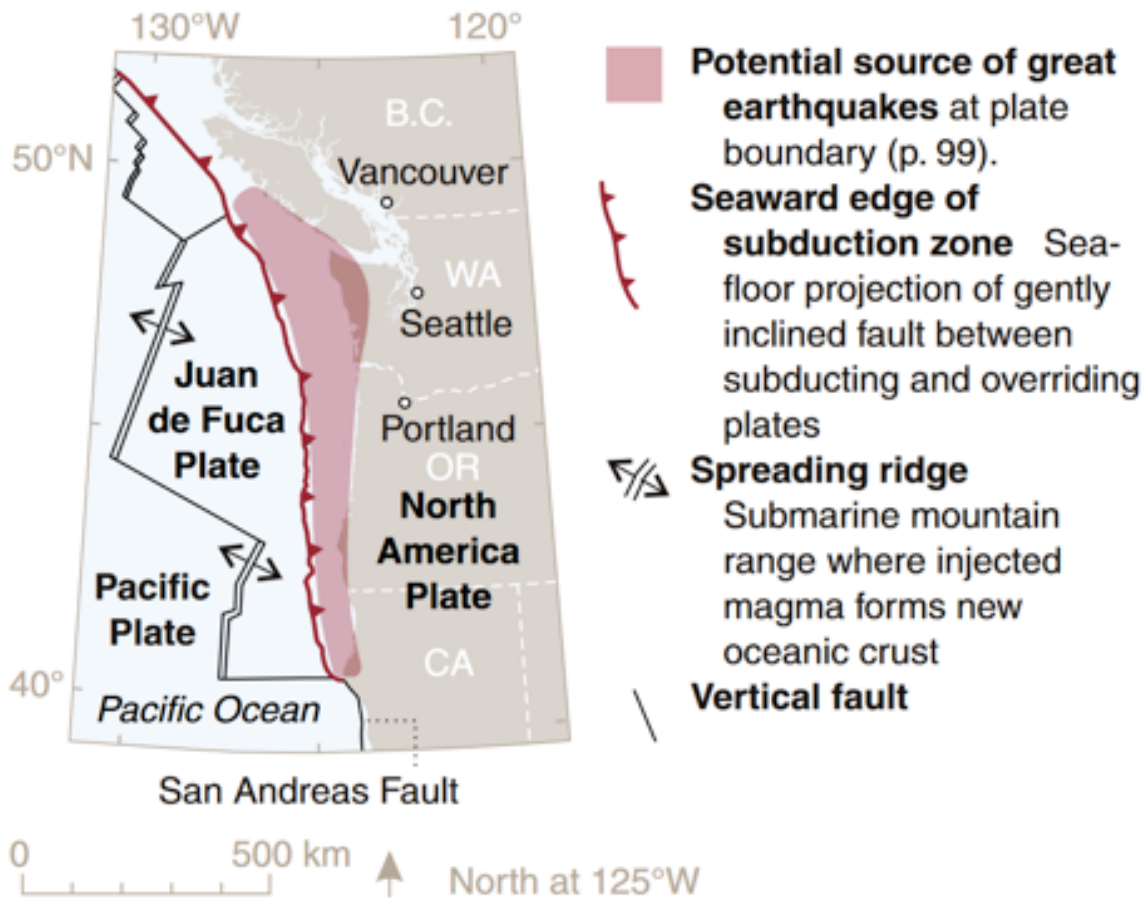 130°W
120°
50°N
B.C.
Vancouver
WA
Seattle
Juan
de Fuca
Plate
Portland
OR
North
America
Plate
Pacific
Plate
CA
40°
Pacific Ocean
San Andreas Fault
0
500 km
North at 125°W
Potential source of great
earthquakes at plate
boundary (p. 99).
Seaward edge of
subduction zone Sea-
floor projection of gently
inclined fault between
subducting and overriding
plates
Spreading ridge
Submarine mountain
range where injected
magma forms new
oceanic crust
Vertical fault